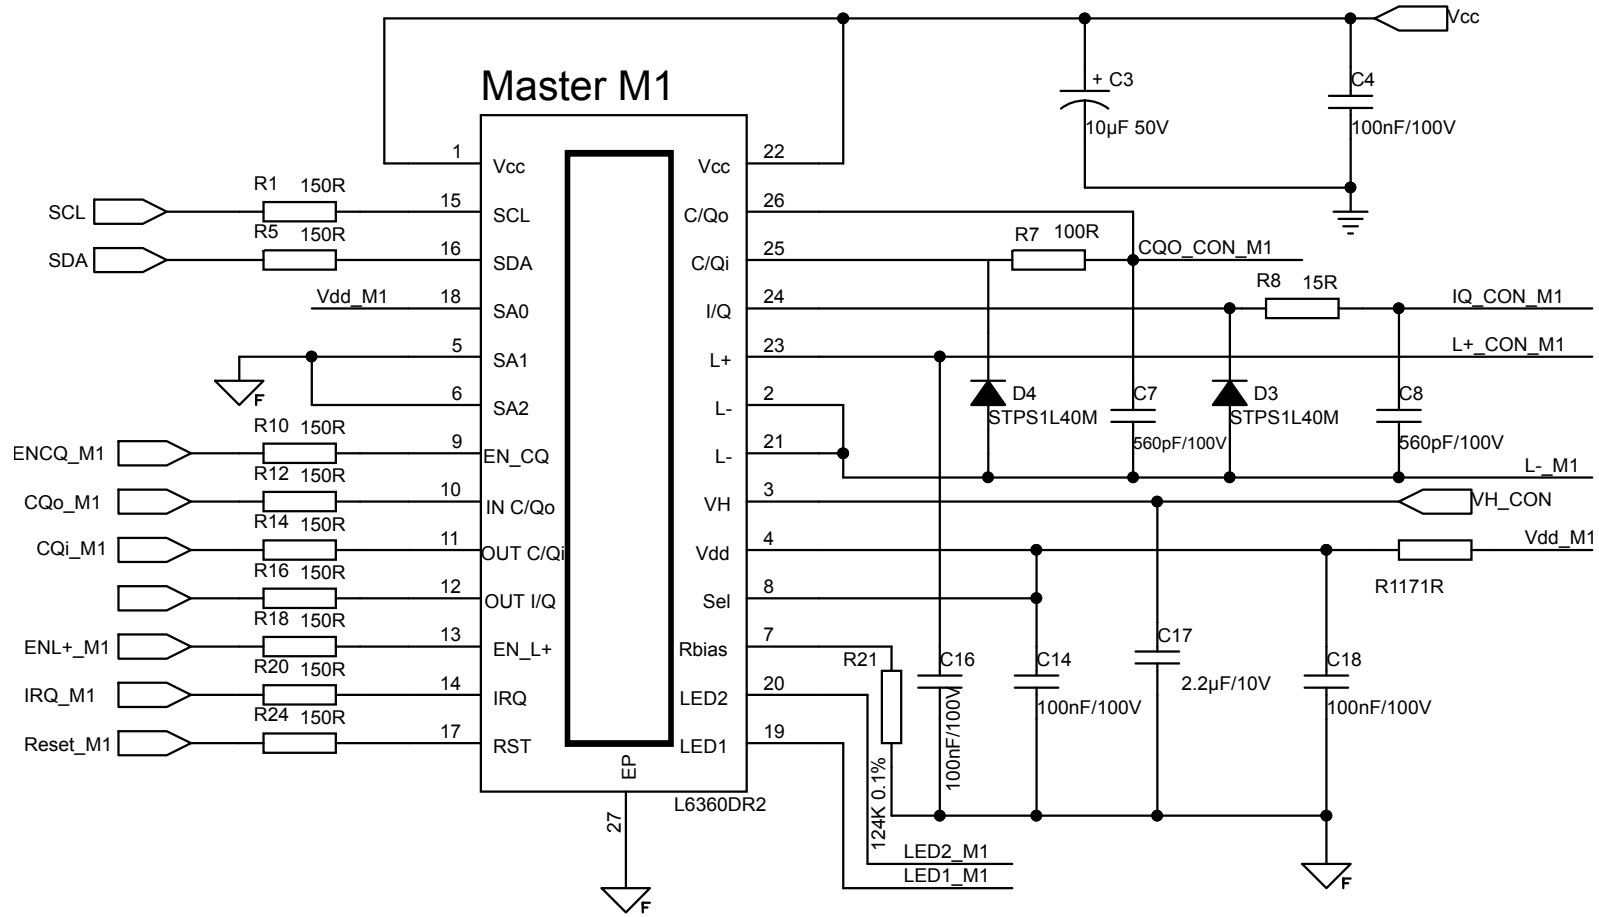 Vcc
Master M1
+ C3
10µF 50V
C4
100nF/100V
1 Vcc
Vcc 22
SCL R1 150R 15 SCL
C/Qo 26
SDA R5 150R 16 SDA
C/Qi 25 R7 100R CQO_CON_M1
Vdd_M1 18 SA0
I/Q 24 R8 15R IQ_CON_M1
5 SA1
L+ 23 L+_CON_M1
F
6 SA2
L- 2
D4
STPS1L40M
C7
560pF/100V
D3
STPS1L40M
C8
560pF/100V
ENCQ_M1 R10 150R 9 EN_CQ
L- 21
L-_M1
CQo_M1 R12 150R 10 IN C/Qo
VH 3 VH_CON
CQi_M1 R14 150R 11 OUT C/Qi
Vdd 4 Vdd_M1
R1171R
R16 150R 12 OUT I/Q
Sel 8
ENL+_M1 R18 150R 13 EN_L+
Rbias 7
R21
124K 0.1%
C16
100nF/100V
C14
100nF/100V
C17
2.2µF/10V
C18
100nF/100V
IRQ_M1 R20 150R 14 IRQ
LED2 20
Reset_M1 R24 150R 17 RST
LED1 19
EP
L6360DR2
27
LED2_M1
LED1_M1
F
F